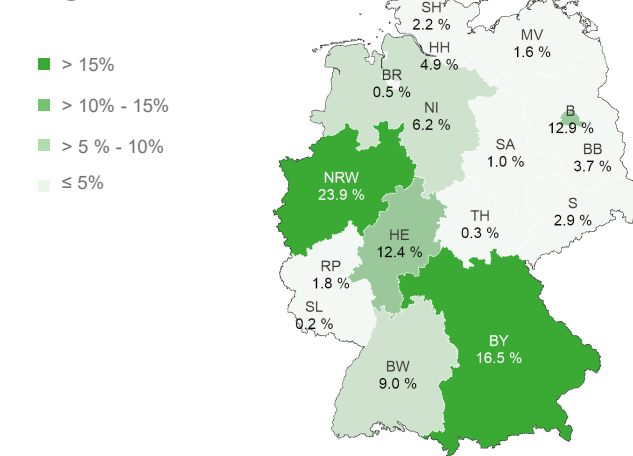 SH
2.2 %
MV
1.6 %
HH
4.9 %
> 15%
BR
0.5 %
> 10% - 15%
NI
6.2 %
B
12.9 %
> 5 % - 10%
SA
1.0 %
BB
3.7 %
≤ 5%
NRW
23.9 %
S
2.9 %
TH
0.3 %
HE
12.4 %
RP
1.8 %
SL
0.2 %
BY
16.5 %
BW
9.0 %